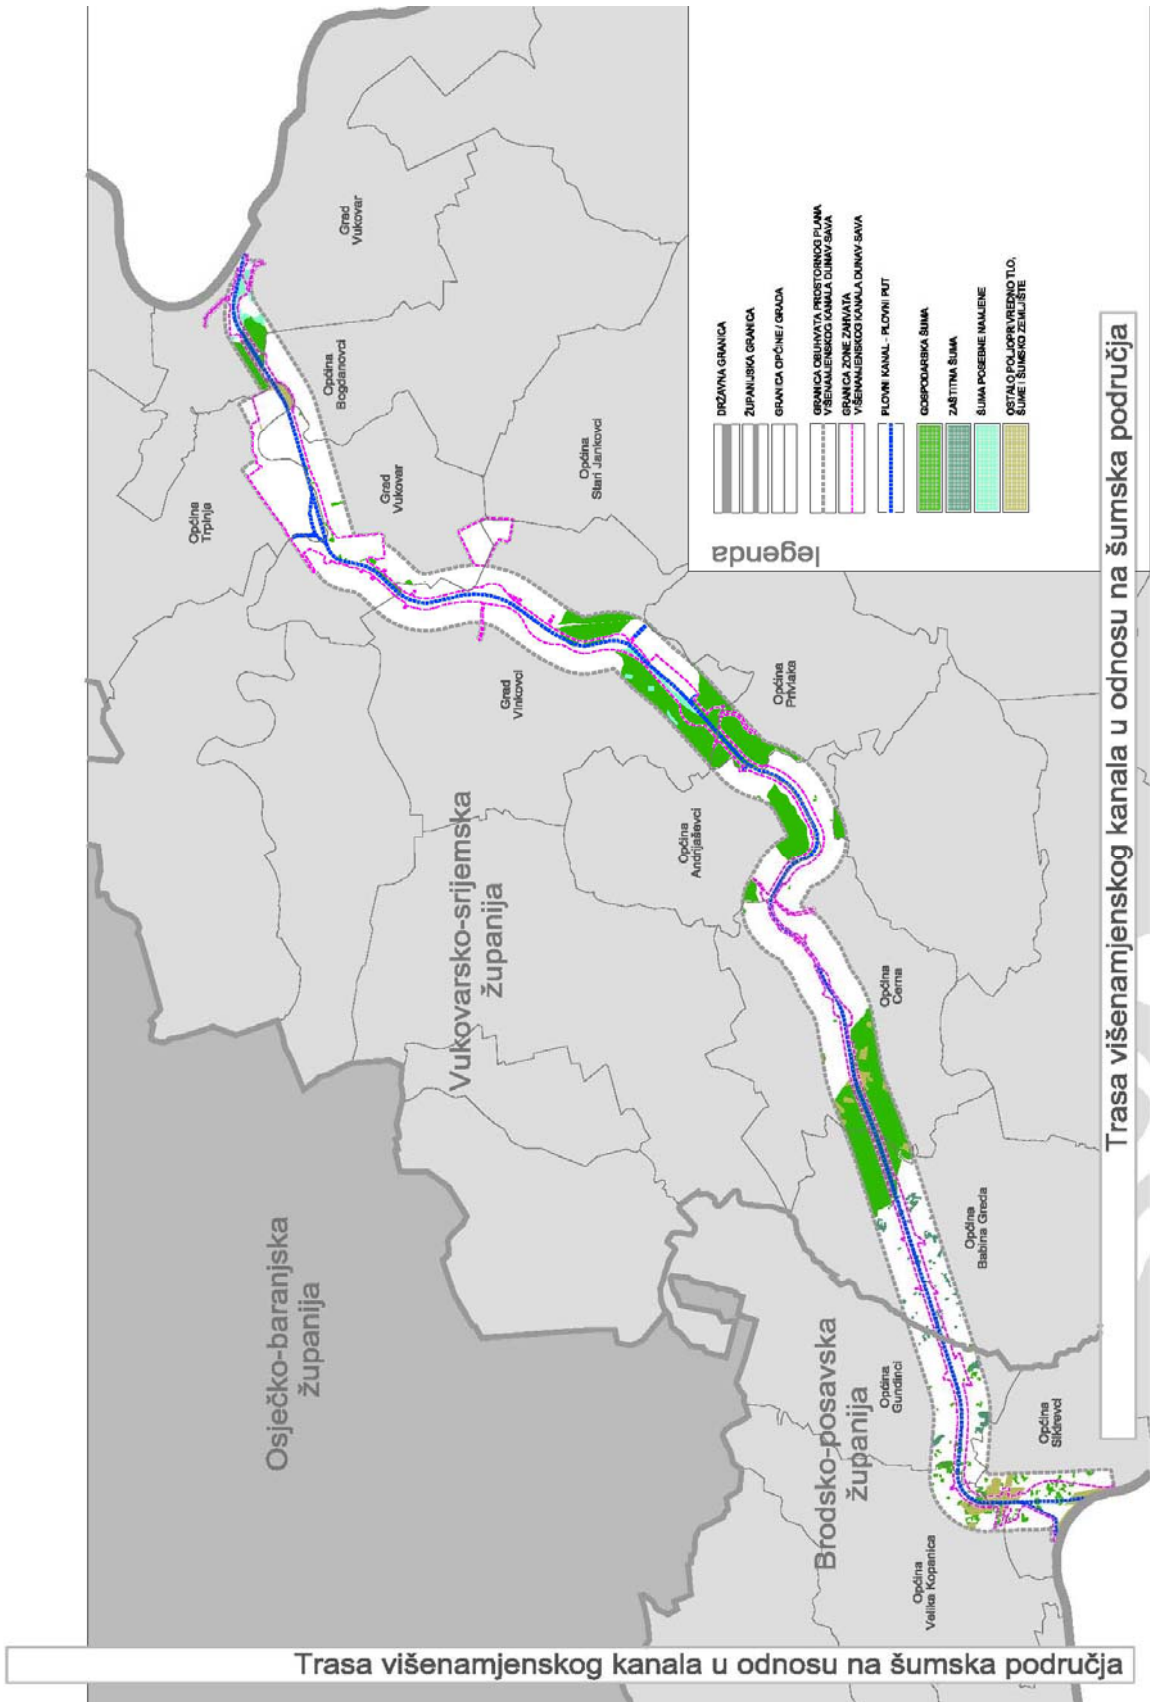 Grad
Vukovar
Općina
Bogdanovci
Općina
Trpinja
Grad
Vukovar
Općina
Stari Jankovci
Grad
Vinkovci
Općina
Privlaka
Općina
Andrijaševci
Vukovarsko-srijemska
županija
Općina
Cerna
Općina
Babina Greda
Osječko-baranjska
županija
Brodsko-posavska
županija
Općina
Gundinci
Općina
Sikirevci
Općina
Velika Kopanica
legenda
DRŽAVNA GRANICA
ŽUPANIJSKA GRANICA
GRANICA OPĆINE / GRADA
GRANICA OBUHVATA PROSTORNOG PLANA
VIŠENAMJENSKOG KANALA DUNAV-SAVA
GRANICA ZONE ZAHVATA
VIŠENAMJENSKOG KANALA DUNAV-SAVA
PLOVNI KANAL - PLOVNI PUT
GOSPODARSKA ŠUMA
ZAŠTITNA ŠUMA
ŠUMA POSEBNE NAMJENE
OSTALO POLJOPRIVREDNO TLO,
ŠUME I ŠUMSKO ZEMLJIŠTE
Trasa višenamjenskog kanala u odnosu na šumska područja
Trasa višenamjenskog kanala u odnosu na šumska područja